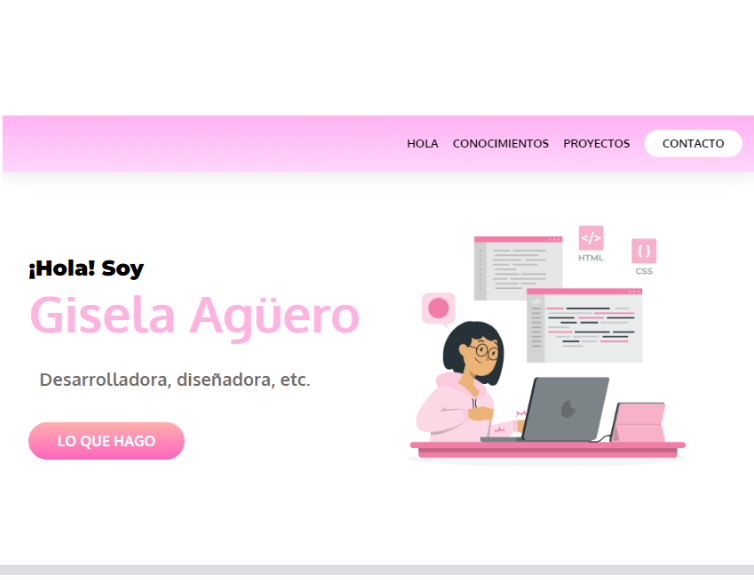 HOLA CONOCIMIENTOS PROYECTOS CONTACTO
¡Hola! Soy
Gisela Agüero
Desarrolladora, diseñadora, etc.
LO QUE HAGO
</>
HTML
{ }
CSS
</>